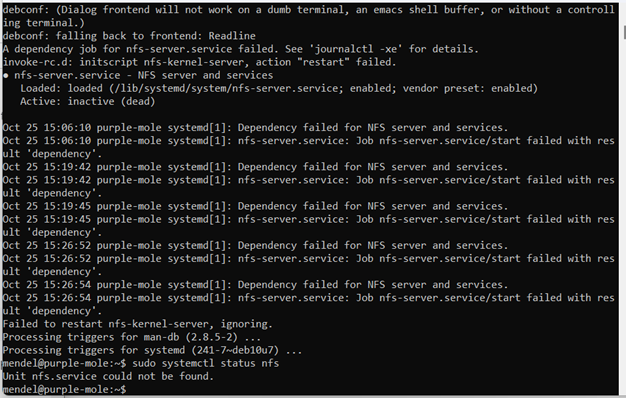 debconf: (Dialog frontend will not work on a dumb terminal, an emacs shell buffer, or without a controll
ing terminal.)
debconf: falling back to frontend: Readline
A dependency job for nfs-server.service failed. See 'journalctl -xe' for details.
invoke-rc.d: initscript nfs-kernel-server, action "restart" failed.
● nfs-server.service - NFS server and services
   Loaded: loaded (/lib/systemd/system/nfs-server.service; enabled; vendor preset: enabled)
   Active: inactive (dead)

Oct 25 15:06:10 purple-mole systemd[1]: Dependency failed for NFS server and services.
Oct 25 15:06:10 purple-mole systemd[1]: nfs-server.service: Job nfs-server.service/start failed with res
ult 'dependency'.
Oct 25 15:19:42 purple-mole systemd[1]: Dependency failed for NFS server and services.
Oct 25 15:19:42 purple-mole systemd[1]: nfs-server.service: Job nfs-server.service/start failed with res
ult 'dependency'.
Oct 25 15:19:45 purple-mole systemd[1]: Dependency failed for NFS server and services.
Oct 25 15:19:45 purple-mole systemd[1]: nfs-server.service: Job nfs-server.service/start failed with res
ult 'dependency'.
Oct 25 15:26:52 purple-mole systemd[1]: Dependency failed for NFS server and services.
Oct 25 15:26:52 purple-mole systemd[1]: nfs-server.service: Job nfs-server.service/start failed with res
ult 'dependency'.
Oct 25 15:26:54 purple-mole systemd[1]: Dependency failed for NFS server and services.
Oct 25 15:26:54 purple-mole systemd[1]: nfs-server.service: Job nfs-server.service/start failed with res
ult 'dependency'.
Failed to restart nfs-kernel-server, ignoring.
Processing triggers for man-db (2.8.5-2) ...
Processing triggers for systemd (241-7~deb10u7) ...
mendel@purple-mole:~$ sudo systemctl status nfs
Unit nfs.service could not be found.
mendel@purple-mole:~$